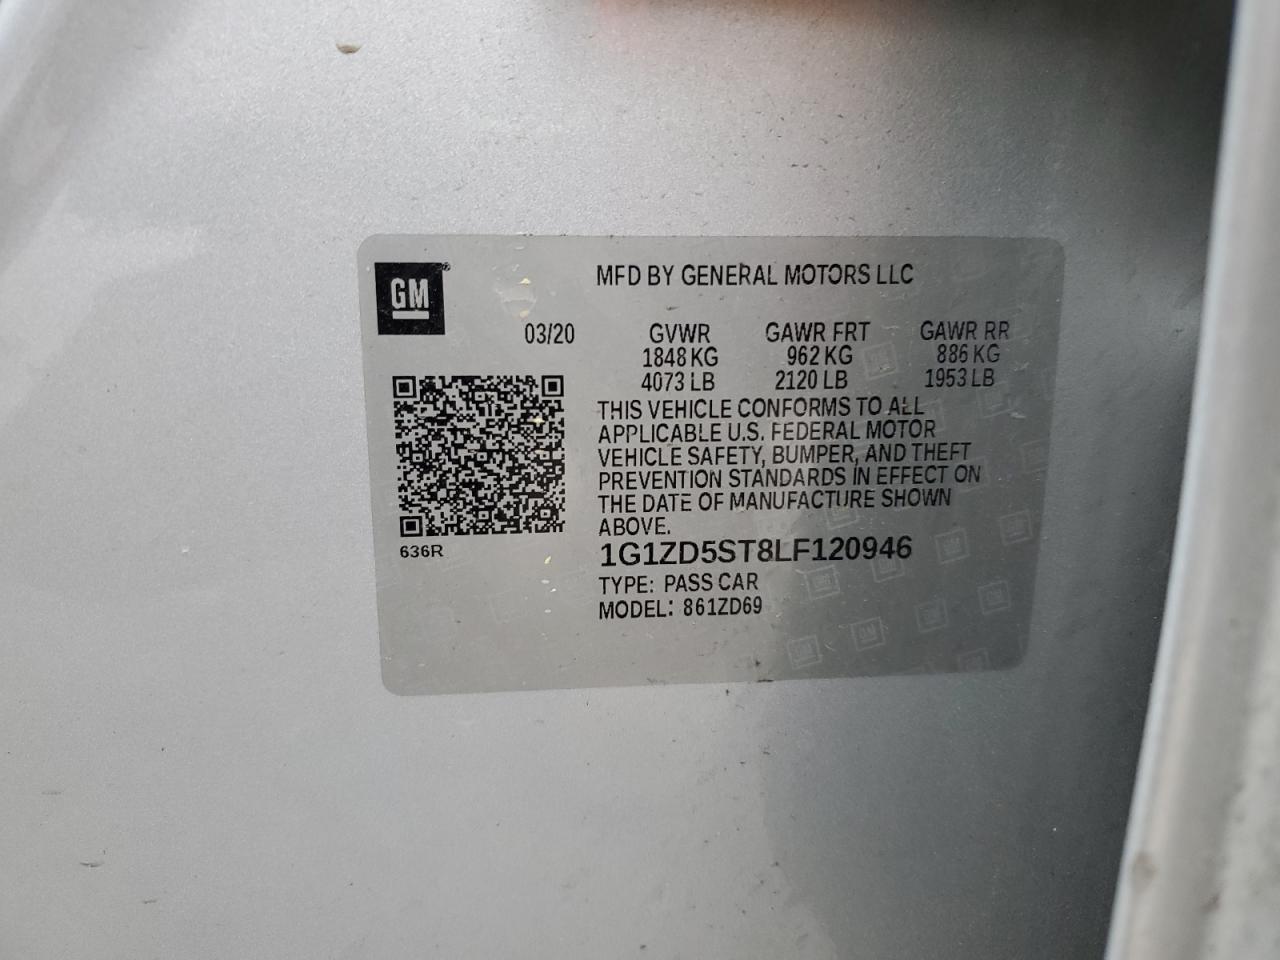 GM
MFD BY GENERAL MOTORS LLC
03/20 GVWR GAWR FRT GAWR RR
1848 KG 962 KG 886 KG
4073 LB 2120 LB 1953 LB
THIS VEHICLE CONFORMS TO ALL
APPLICABLE U.S. FEDERAL MOTOR
VEHICLE SAFETY, BUMPER, AND THEFT
PREVENTION STANDARDS IN EFFECT ON
THE DATE OF MANUFACTURE SHOWN
ABOVE.
636R
1G1ZD5ST8LF120946
TYPE: PASS CAR
MODEL: 861ZD69